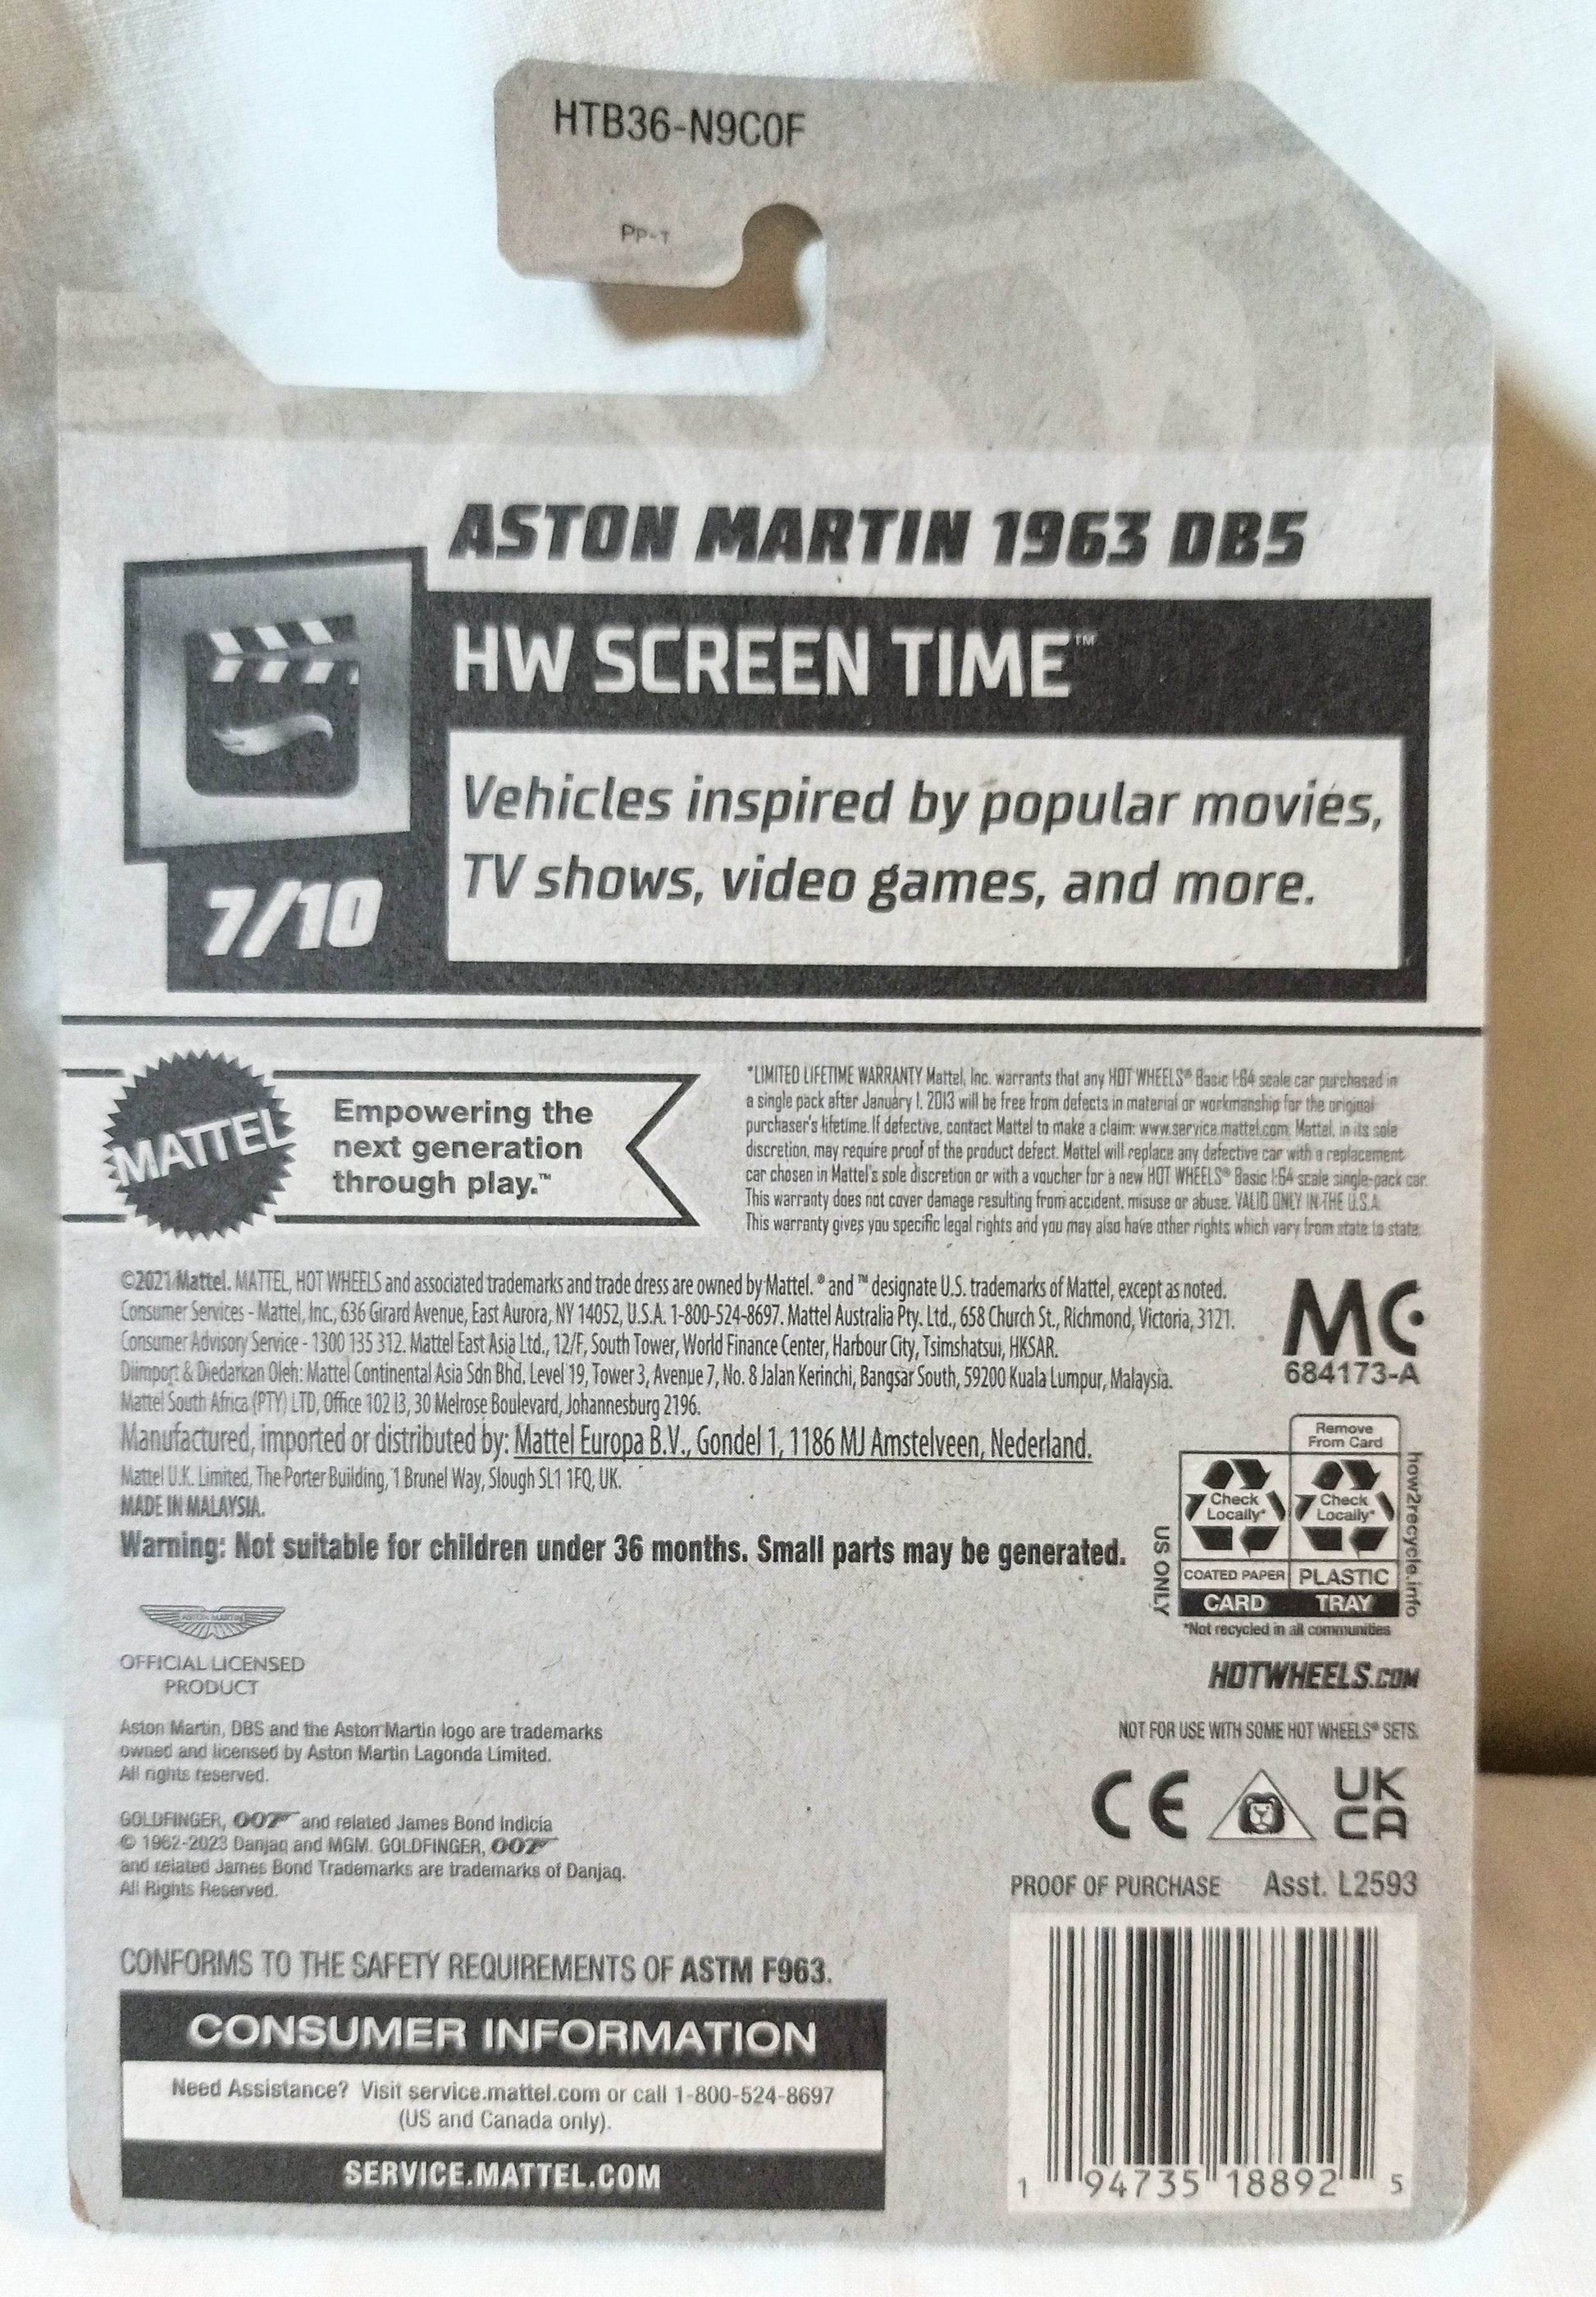 HTB36-N9C0F
PP-T
ASTON MARTIN 1963 DB5
HW SCREEN TIME™
Vehicles inspired by popular movies,
TV shows, video games, and more.
7/10
MATTEL
Empowering the
next generation
through play.™
*LIMITED LIFETIME WARRANTY Mattel, Inc. warrants that any HOT WHEELS® Basic 1:64 scale car purchased in
a single pack after January 1, 2013 will be free from defects in material or workmanship for the original
purchaser's lifetime. If defective, contact Mattel to make a claim: www.service.mattel.com. Mattel, in its sole
discretion, may require proof of the product defect. Mattel will replace any defective car with a replacement
car chosen in Mattel's sole discretion or with a voucher for a new HOT WHEELS® Basic 1:64 scale single-pack car.
This warranty does not cover damage resulting from accident, misuse or abuse. VALID ONLY IN THE U.S.A.
This warranty gives you specific legal rights and you may also have other rights which vary from state to state.
©2021 Mattel. MATTEL, HOT WHEELS and associated trademarks and trade dress are owned by Mattel. ® and ™ designate U.S. trademarks of Mattel, except as noted.
Consumer Services - Mattel, Inc., 636 Girard Avenue, East Aurora, NY 14052, U.S.A. 1-800-524-8697. Mattel Australia Pty. Ltd., 658 Church St., Richmond, Victoria, 3121.
Consumer Advisory Service - 1300 135 312. Mattel East Asia Ltd., 12/F, South Tower, World Finance Center, Harbour City, Tsimshatsui, HKSAR.
Diimport & Diedarkan Oleh: Mattel Continental Asia Sdn Bhd. Level 19, Tower 3, Avenue 7, No. 8 Jalan Kerinchi, Bangsar South, 59200 Kuala Lumpur, Malaysia.
Mattel South Africa (PTY) LTD, Office 102 I3, 30 Melrose Boulevard, Johannesburg 2196.
Manufactured, imported or distributed by: Mattel Europa B.V., Gondel 1, 1186 MJ Amstelveen, Nederland.
Mattel U.K. Limited, The Porter Building, 1 Brunel Way, Slough SL1 1FQ, UK.
MADE IN MALAYSIA.
Warning: Not suitable for children under 36 months. Small parts may be generated.
MC
684173-A
Remove
From Card
Check
Locally*
Check
Locally*
COATED PAPER
PLASTIC
CARD
TRAY
US ONLY
how2recycle.info
*Not recycled in all communities
ASTON MARTIN
OFFICIAL LICENSED
PRODUCT
HOTWHEELS.COM
Aston Martin, DB5 and the Aston Martin logo are trademarks
owned and licensed by Aston Martin Lagonda Limited.
All rights reserved.
NOT FOR USE WITH SOME HOT WHEELS® SETS.
CE
UK
CA
GOLDFINGER, 007 and related James Bond Indicia
© 1962-2023 Danjaq and MGM. GOLDFINGER, 007
and related James Bond Trademarks are trademarks of Danjaq.
All Rights Reserved.
PROOF OF PURCHASE Asst. L2593
CONFORMS TO THE SAFETY REQUIREMENTS OF ASTM F963.
CONSUMER INFORMATION
Need Assistance? Visit service.mattel.com or call 1-800-524-8697
(US and Canada only).
SERVICE.MATTEL.COM
1 94735 18892 5